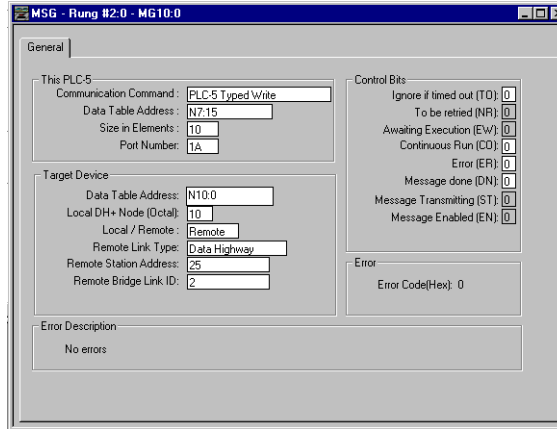 MSG - Rung #2:0 - MG10:0
General
This PLC-5
Communication Command : PLC-5 Typed Write
Data Table Address : N7:15
Size in Elements : 10
Port Number: 1A
Target Device
Data Table Address: N10:0
Local DH+ Node (Octal): 10
Local / Remote : Remote
Remote Link Type: Data Highway
Remote Station Address: 25
Remote Bridge Link ID: 2
Control Bits
Ignore if timed out (TO): 0
To be retried (NR): 0
Awaiting Execution (EW): 0
Continuous Run (CO): 0
Error (ER): 0
Message done (DN): 0
Message Transmitting (ST): 0
Message Enabled (EN): 0
Error
Error Code(Hex): 0
Error Description
No errors